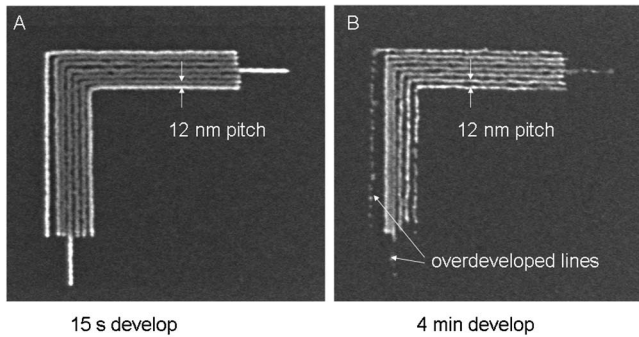 A
12 nm pitch
15 s develop
B
12 nm pitch
overdeveloped lines
4 min develop